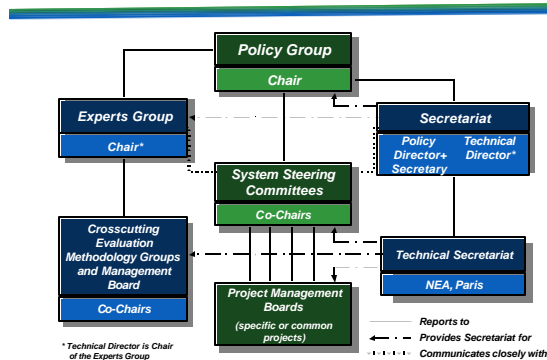 Policy Group
Chair
Experts Group
Chair*
Secretariat
Policy
Director+
Secretary
Technical
Director*
System Steering
Committees
Co-Chairs
Crosscutting
Evaluation
Methodology Groups
and Management
Board
Co-Chairs
Technical Secretariat
NEA, Paris
Project Management
Boards
(specific or common
projects)
* Technical Director is Chair
of the Experts Group
Reports to
Provides Secretariat for
Communicates closely with